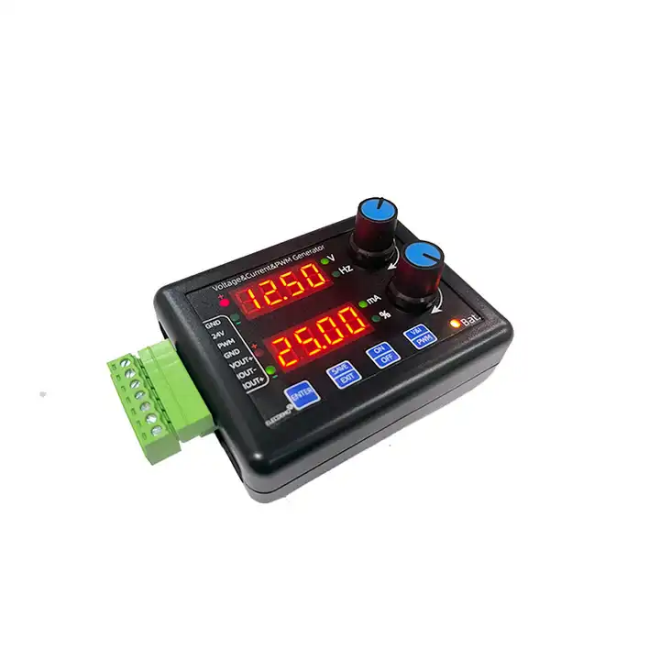 Voltage&Current&PWM Generator
12.50
V
Hz
25.00
mA
%
GND
24V
PWM
GND
VOUT+
IOUT-
IOUT+
ENTER
SAVE
EXIT
ON
OFF
V&I
PWM
Bat.